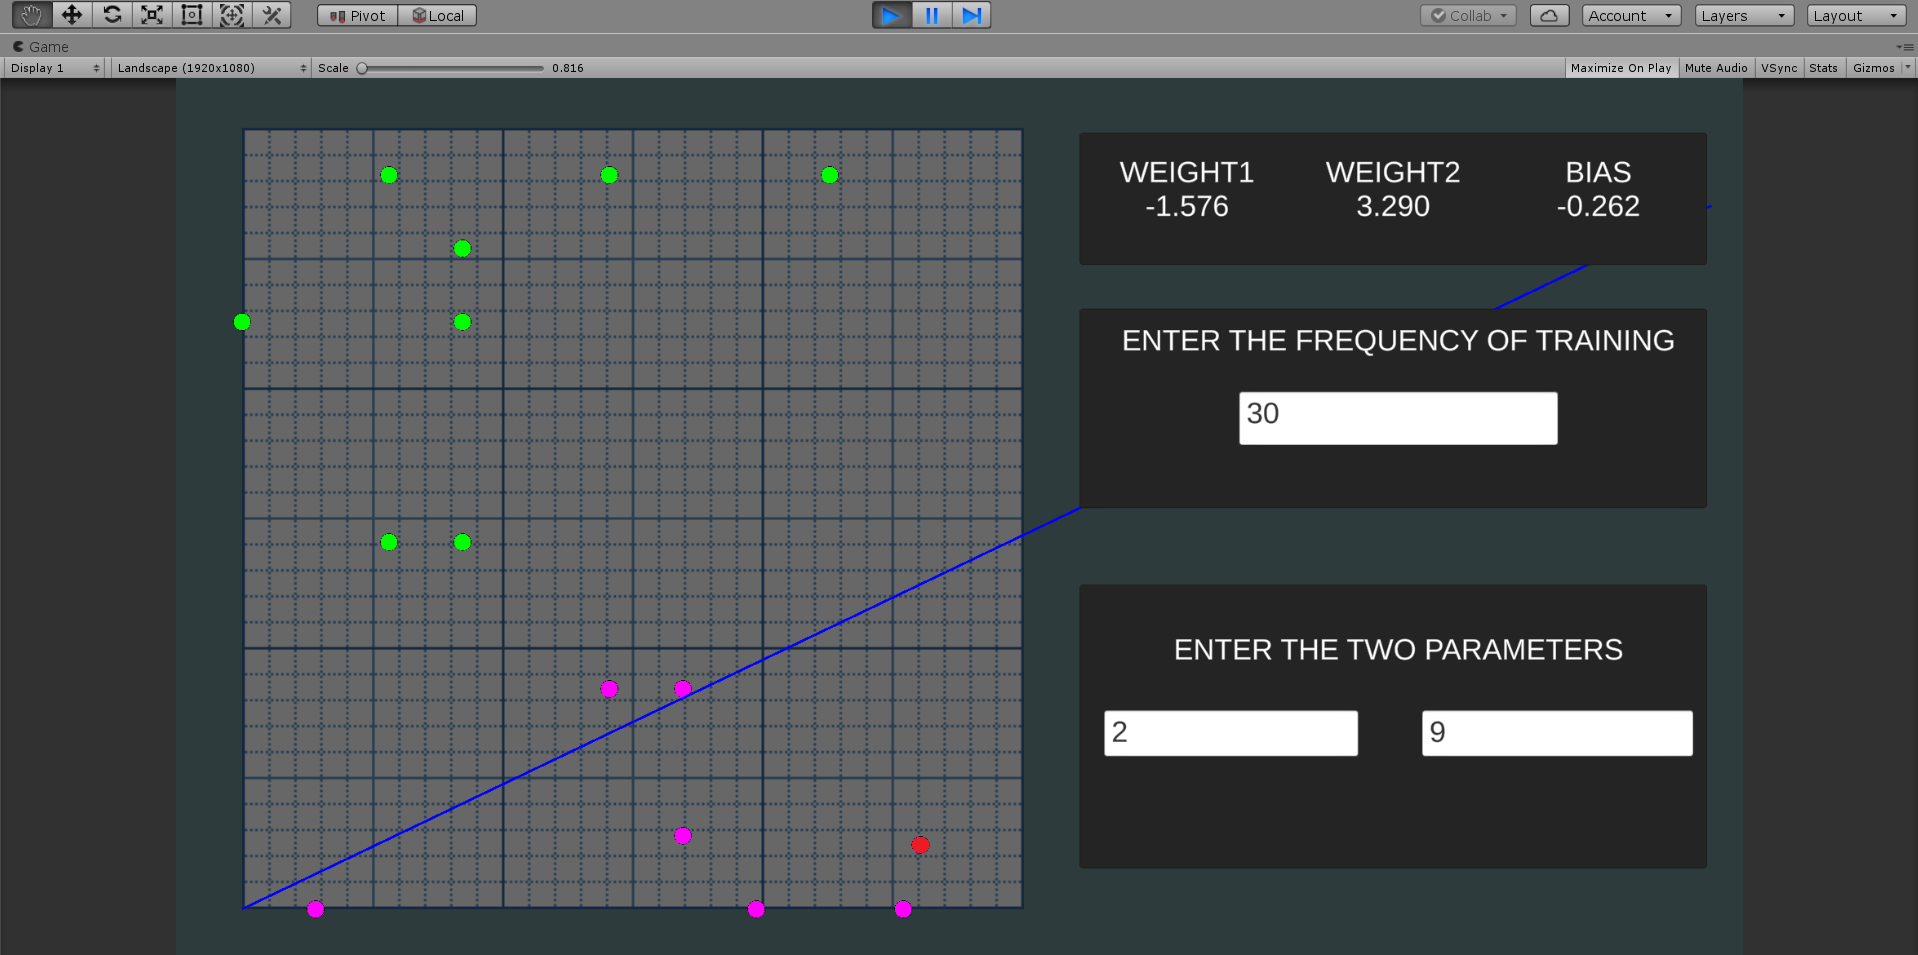 Pivot Local Collab Account Layers Layout
Game
Display 1 Landscape (1920x1080) Scale 0.816 Maximize On Play Mute Audio VSync Stats Gizmos
WEIGHT1 WEIGHT2 BIAS
-1.576 3.290 -0.262
ENTER THE FREQUENCY OF TRAINING
30
ENTER THE TWO PARAMETERS
2 9